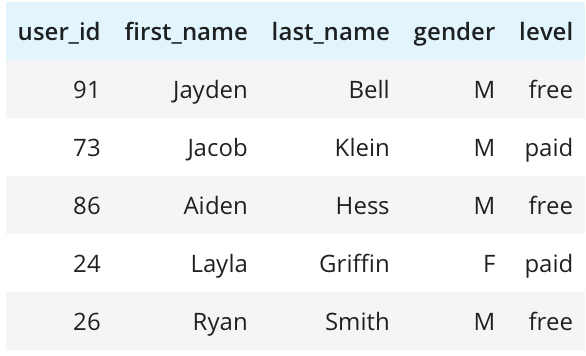 user_id first_name last_name gender level
91 Jayden Bell M free
73 Jacob Klein M paid
86 Aiden Hess M free
24 Layla Griffin F paid
26 Ryan Smith M free